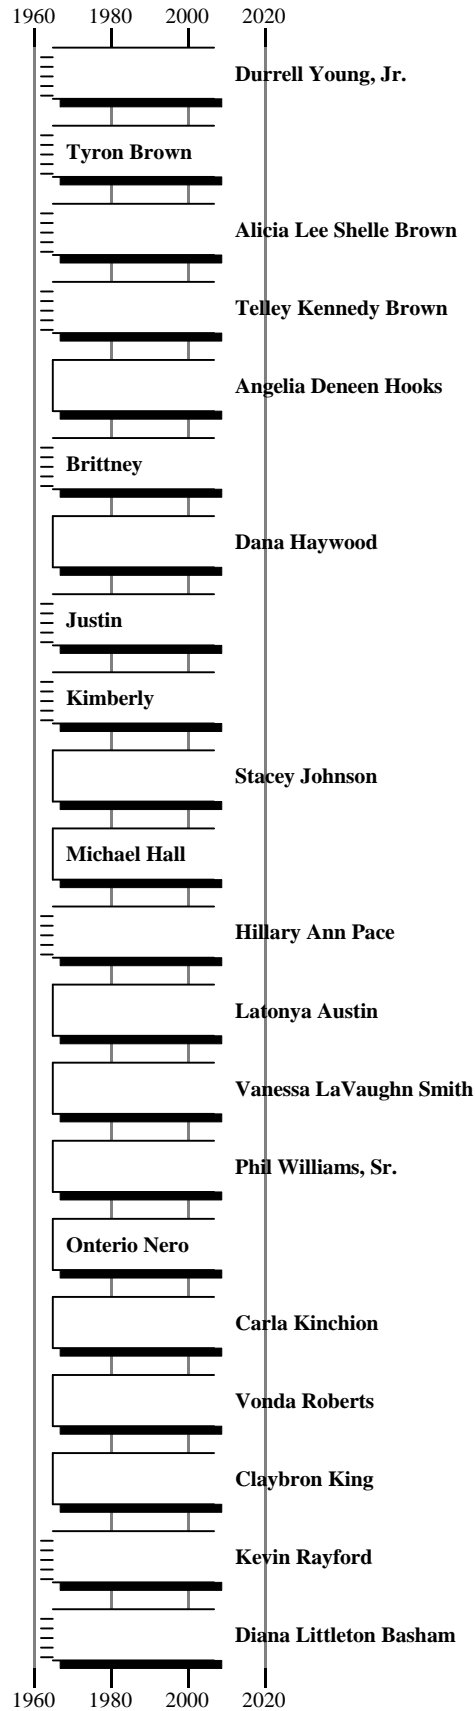 1960 1980 2000 2020
Durrell Young, Jr.
Tyron Brown
Alicia Lee Shelle Brown
Telley Kennedy Brown
Angelia Deneen Hooks
Brittney
Dana Haywood
Justin
Kimberly
Stacey Johnson
Michael Hall
Hillary Ann Pace
Latonya Austin
Vanessa LaVaughn Smith
Phil Williams, Sr.
Onterio Nero
Carla Kinchion
Vonda Roberts
Claybron King
Kevin Rayford
Diana Littleton Basham
1960 1980 2000 2020